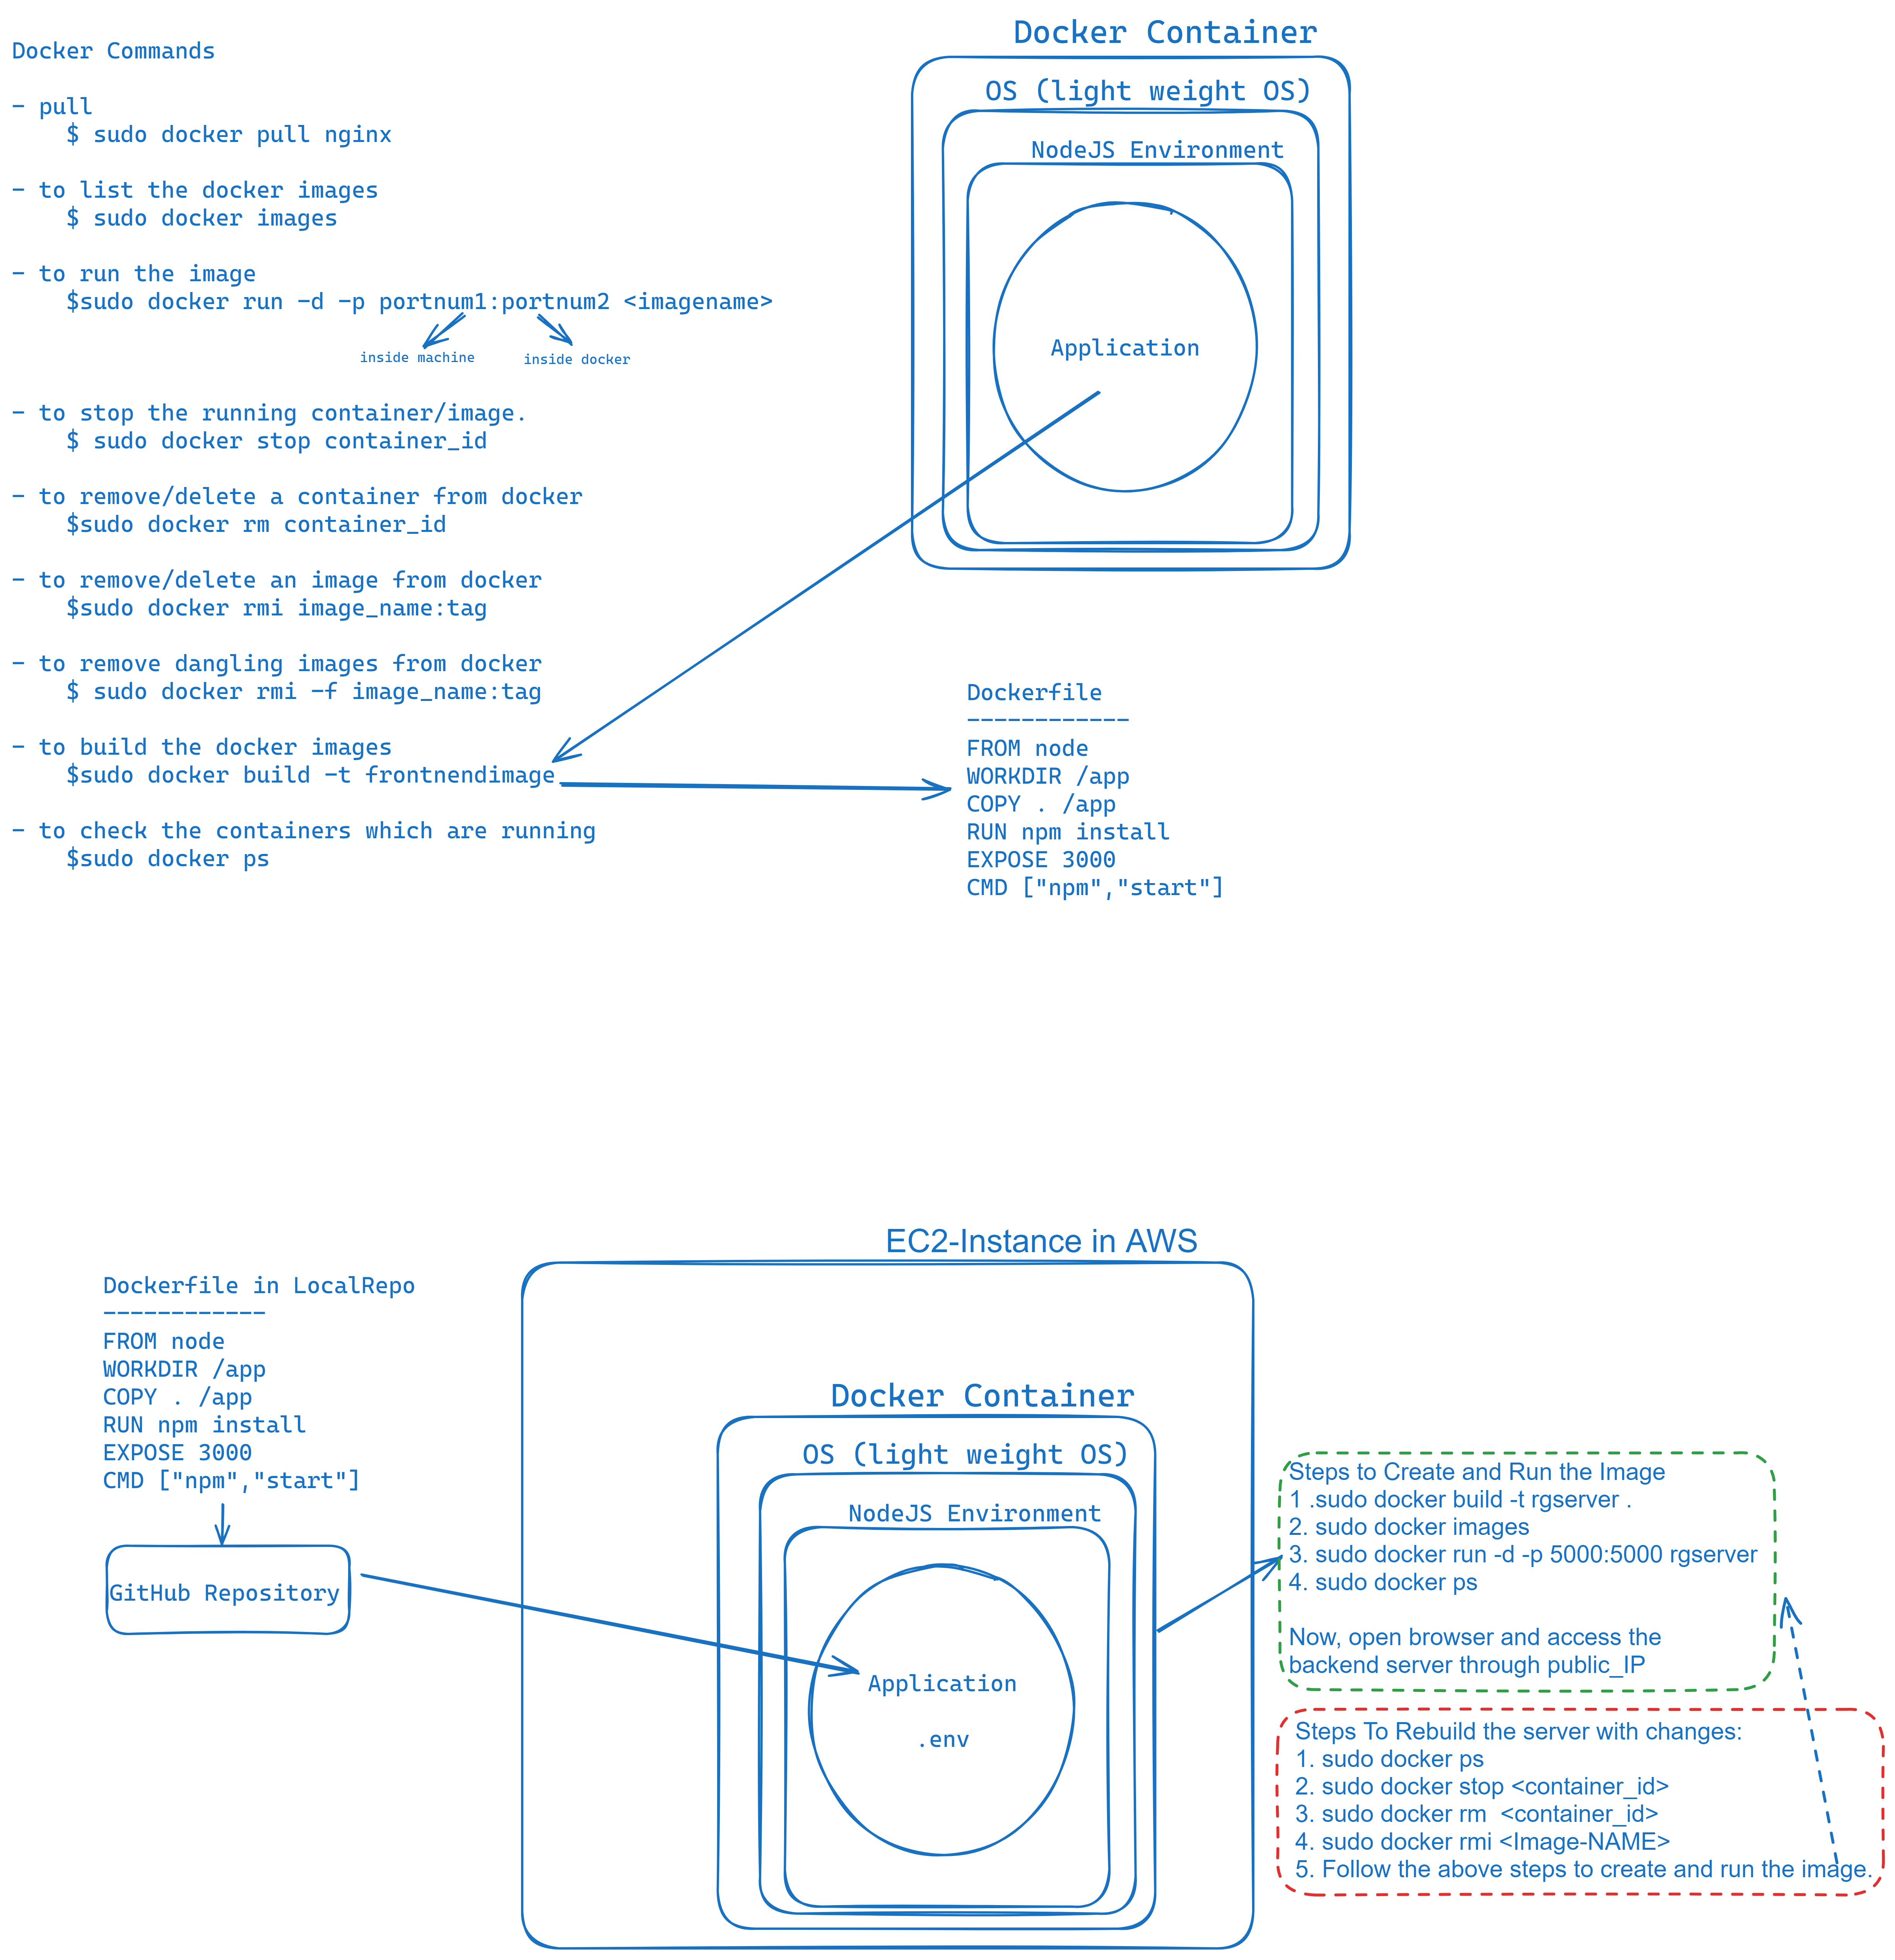 Docker Commands
- pull
$ sudo docker pull nginx
- to list the docker images
$ sudo docker images
- to run the image
$sudo docker run -d -p portnum1:portnum2 <imagename>
inside machine
inside docker
- to stop the running container/image.
$ sudo docker stop container_id
- to remove/delete a container from docker
$sudo docker rm container_id
- to remove/delete an image from docker
$sudo docker rmi image_name:tag
- to remove dangling images from docker
$ sudo docker rmi -f image_name:tag
- to build the docker images
$sudo docker build -t frontnendimage
- to check the containers which are running
$sudo docker ps
Docker Container
OS (light weight OS)
NodeJS Environment
Application
Dockerfile
------------
FROM node
WORKDIR /app
COPY . /app
RUN npm install
EXPOSE 3000
CMD ["npm","start"]
Dockerfile in LocalRepo
------------
FROM node
WORKDIR /app
COPY . /app
RUN npm install
EXPOSE 3000
CMD ["npm","start"]
GitHub Repository
EC2-Instance in AWS
Docker Container
OS (light weight OS)
NodeJS Environment
Application
.env
Steps to Create and Run the Image
1 .sudo docker build -t rgserver .
2. sudo docker images
3. sudo docker run -d -p 5000:5000 rgserver
4. sudo docker ps
Now, open browser and access the
backend server through public_IP
Steps To Rebuild the server with changes:
1. sudo docker ps
2. sudo docker stop <container_id>
3. sudo docker rm  <container_id>
4. sudo docker rmi <Image-NAME>
5. Follow the above steps to create and run the image.